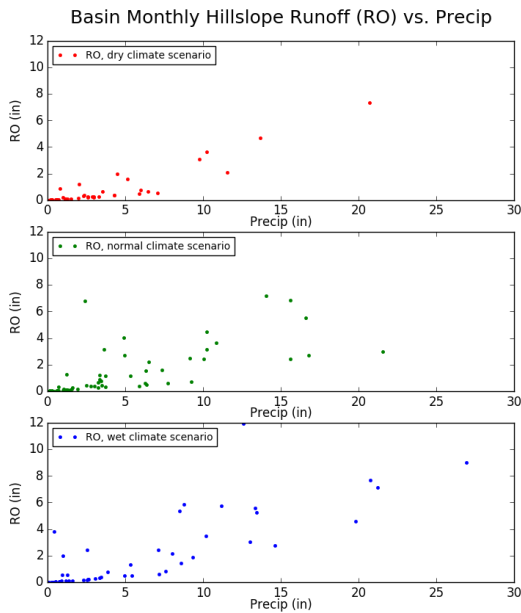 Basin Monthly Hillslope Runoff (RO) vs. Precip
12
10
8
6
4
2
0
RO (in)
RO, dry climate scenario
0 5 10 15 20 25 30
Precip (in)
12
10
8
6
4
2
0
RO (in)
RO, normal climate scenario
0 5 10 15 20 25 30
Precip (in)
12
10
8
6
4
2
0
RO (in)
RO, wet climate scenario
0 5 10 15 20 25 30
Precip (in)